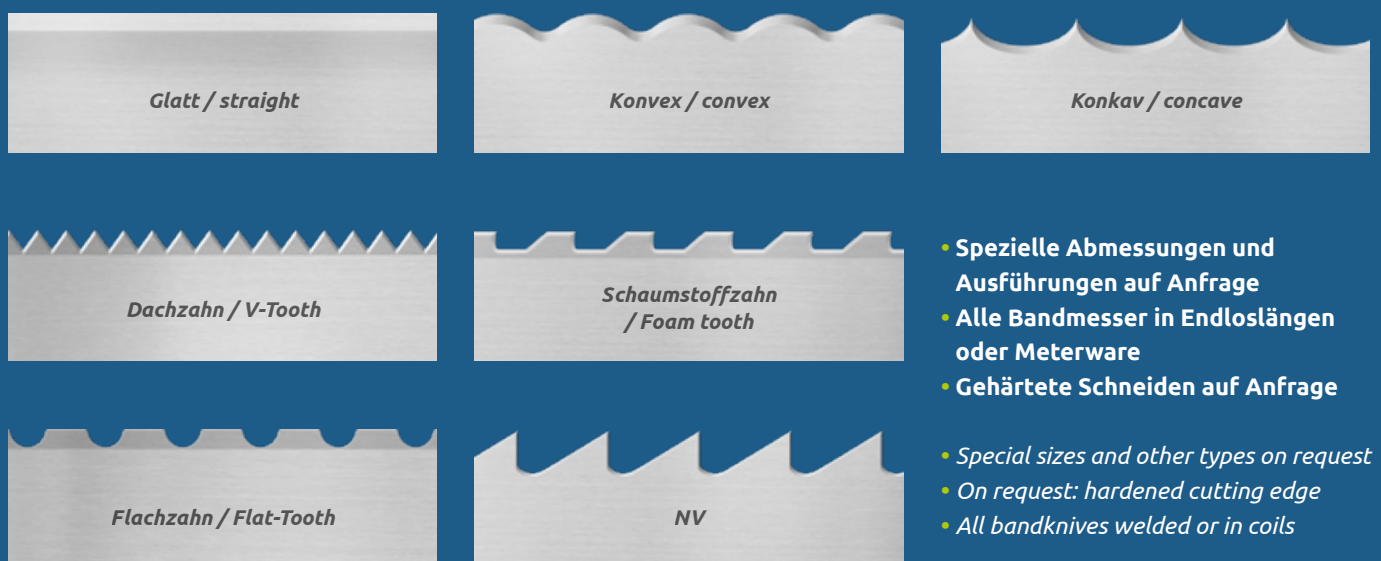 Glatt / straight
Konvex / convex
Konkav / concave
Dachzahn / V-Tooth
Schaumstoffzahn
/ Foam tooth
• Spezielle Abmessungen und
Ausführungen auf Anfrage
• Alle Bandmesser in Endloslängen
oder Meterware
• Gehärtete Schneiden auf Anfrage
Flachzahn / Flat-Tooth
NV
• Special sizes and other types on request
• On request: hardened cutting edge
• All bandknives welded or in coils